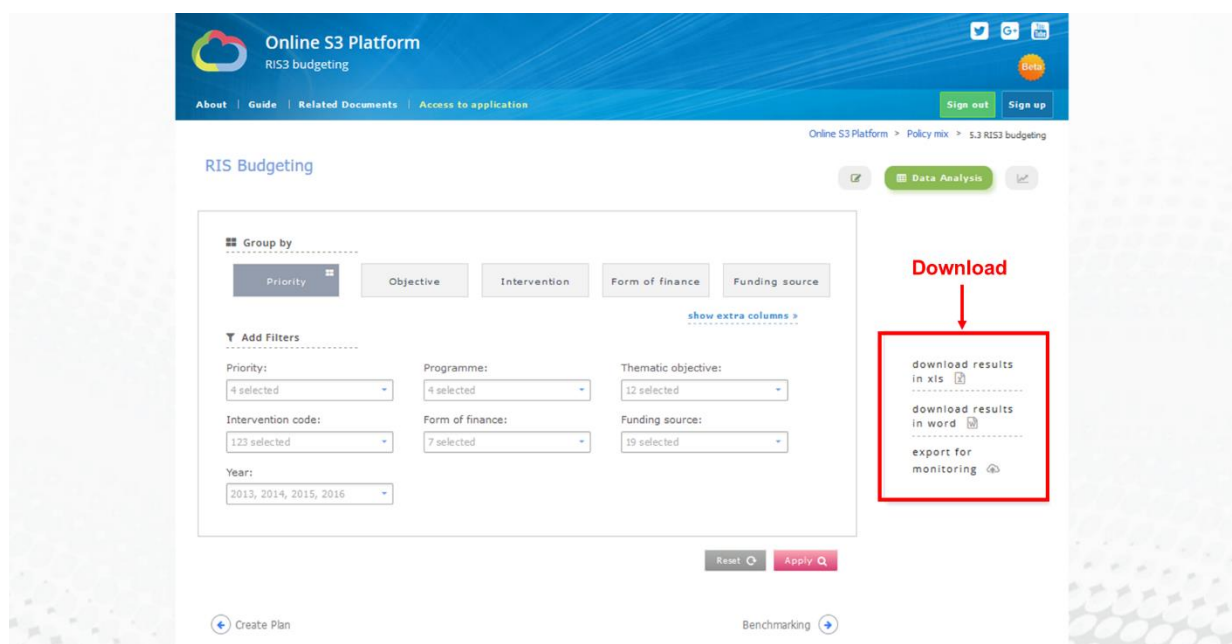 Online S3 Platform
RIS3 budgeting
You Tube
G+
Beta
About | Guide | Related Documents | Access to application
Sign out
Sign up
Online S3 Platform > Policy mix > 5.3 RIS3 budgeting
RIS Budgeting
Data Analysis
Group by
Priority
Objective
Intervention
Form of finance
Funding source
show extra columns »
Add Filters
Priority:
4 selected
Programme:
4 selected
Thematic objective:
12 selected
Intervention code:
123 selected
Form of finance:
7 selected
Funding source:
19 selected
Year:
2013, 2014, 2015, 2016
Reset
Apply
Download
download results
in xls
download results
in word
export for
monitoring
Create Plan
Benchmarking